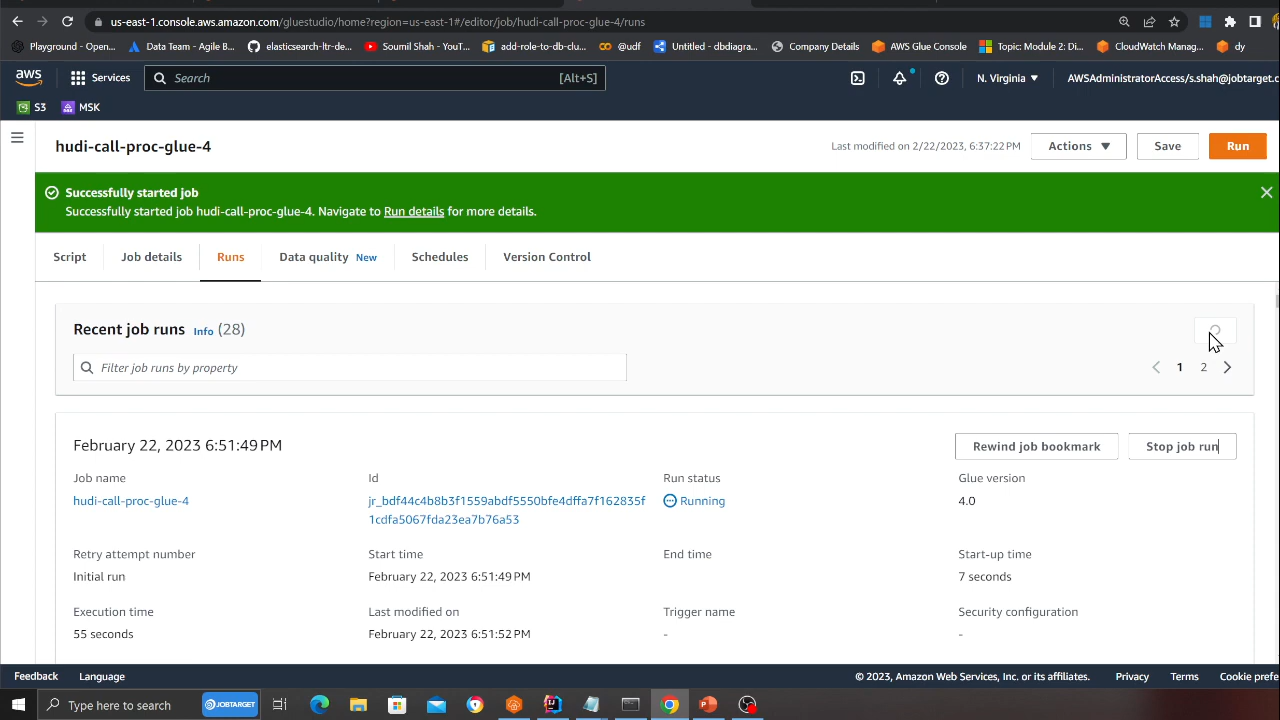 us-east-1.console.aws.amazon.com/gluestudio/home?region=us-east-1#/editor/job/hudi-call-proc-glue-4/runs
Playground - Open... Data Team - Agile B... elasticsearch-ltr-de... Soumil Shah - YouT... add-role-to-db-clu... @udf Untitled - dbdiagra... Company Details AWS Glue Console Topic: Module 2: Di... CloudWatch Manag... dy
aws Services Search [Alt+S] N. Virginia ▼ AWSAdministratorAccess/s.shah@jobtarget.c
S3 MSK
hudi-call-proc-glue-4 Last modified on 2/22/2023, 6:37:22 PM Actions ▼ Save Run
Successfully started job
Successfully started job hudi-call-proc-glue-4. Navigate to Run details for more details.
Script Job details Runs Data quality New Schedules Version Control
Recent job runs Info (28)
Filter job runs by property 1 2
February 22, 2023 6:51:49 PM Rewind job bookmark Stop job run
Job name Id Run status Glue version
hudi-call-proc-glue-4 jr_bdf44c4b8b3f1559abdf5550bfe4dffa7f162835f Running 4.0
1cdfa5067fda23ea7b76a53
Retry attempt number Start time End time Start-up time
Initial run February 22, 2023 6:51:49 PM 7 seconds
Execution time Last modified on Trigger name Security configuration
55 seconds February 22, 2023 6:51:52 PM - -
Feedback Language © 2023, Amazon Web Services, Inc. or its affiliates. Privacy Terms Cookie prefe
Type here to search JOBTARGET